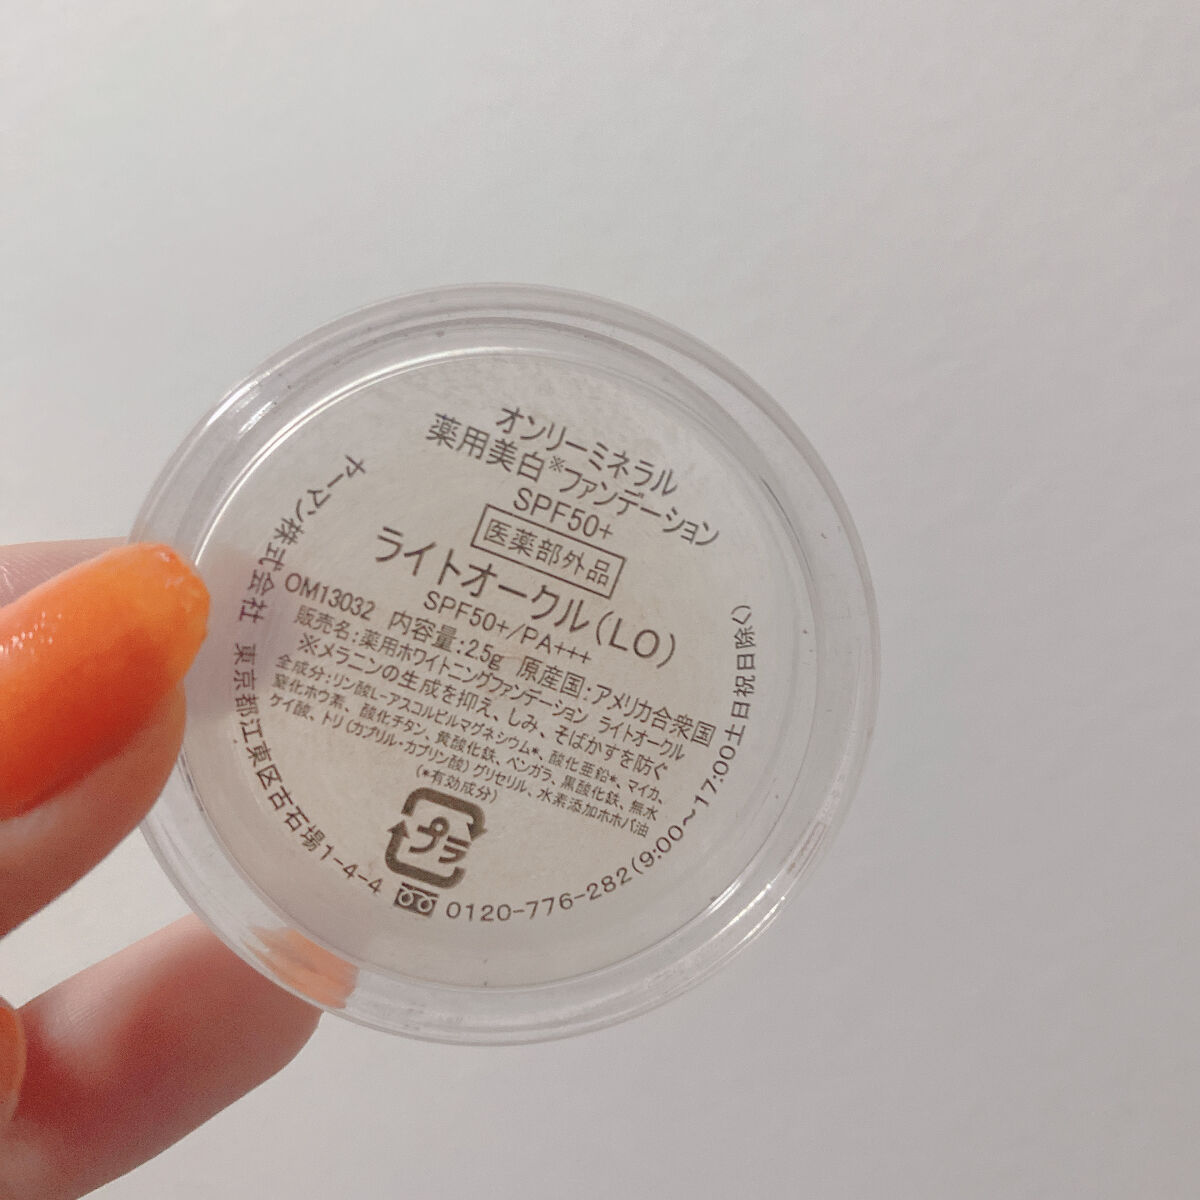 オンリーミネラル
薬用美白※ファンデーション
SPF50+
医薬部外品
ライトオークル(LO)
SPF50+/PA+++
OM13032 内容量:2.5g 原産国:アメリカ合衆国
販売名:薬用ホワイトニングファンデーション ライトオークル
※メラニンの生成を抑え、しみ、そばかすを防ぐ
全成分:リン酸L-アスコルビルマグネシウム*、酸化亜鉛*、マイカ、
窒化ホウ素、酸化チタン、黄酸化鉄、ベンガラ、黒酸化鉄、無水
ケイ酸、トリ(カプリル・カプリン酸)グリセリル、水素添加ホホバ油
(*有効成分)
プラ
ヤーマン株式会社 東京都江東区古石場1-4-4 0120-776-282(9:00~17:00土日祝日除く)